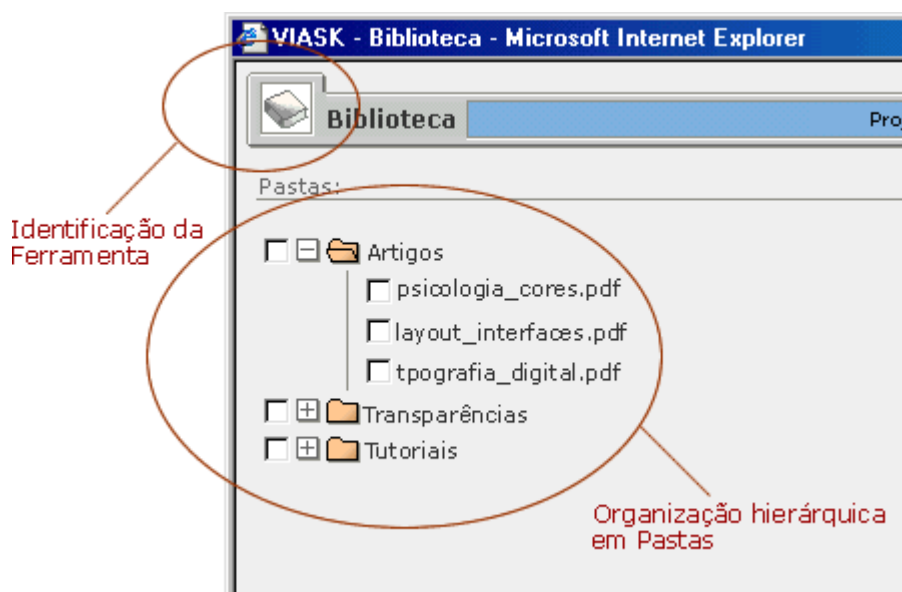 VIASK - Biblioteca - Microsoft Internet Explorer
Biblioteca
Proj
Pastas:
Identificação da
Ferramenta
Artigos
psicologia_cores.pdf
layout_interfaces.pdf
tpografia_digital.pdf
Transparências
Tutoriais
Organização hierárquica
em Pastas